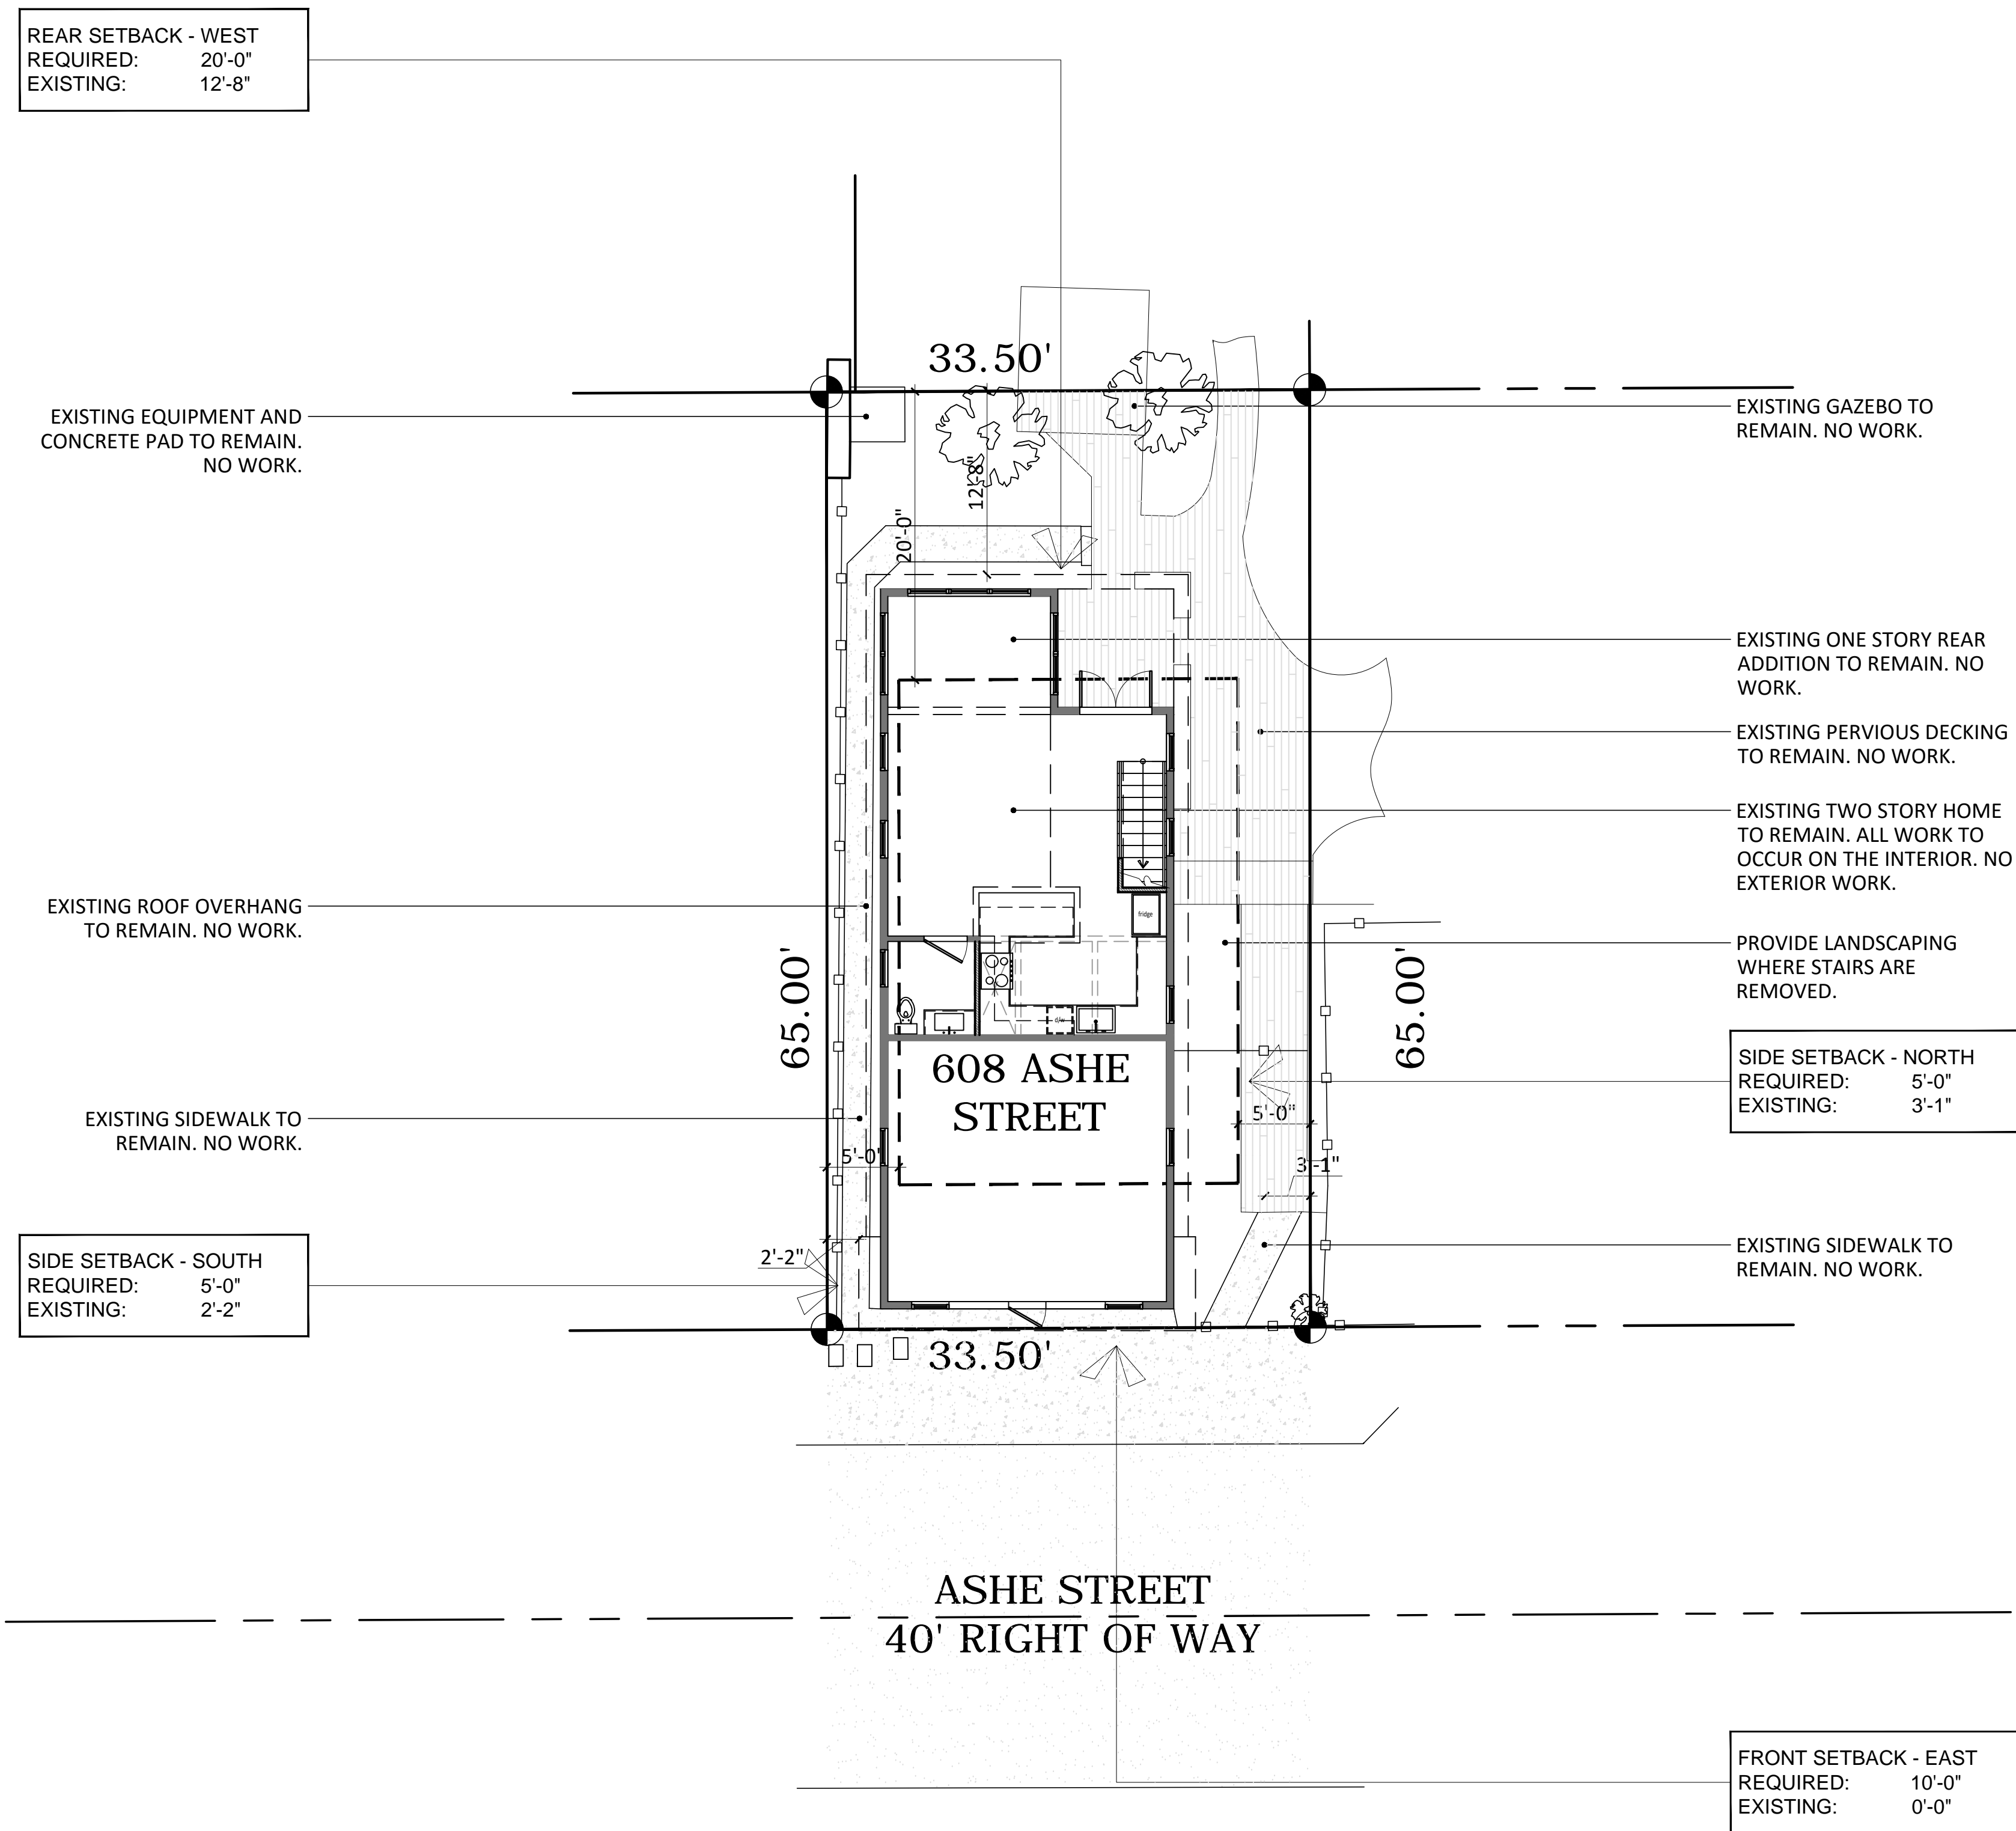 REAR SETBACK - WEST
REQUIRED: 20'-0"
EXISTING: 12'-8"
33.50'
EXISTING EQUIPMENT AND
CONCRETE PAD TO REMAIN.
NO WORK.
EXISTING GAZEBO TO
REMAIN. NO WORK.
12'-8"
20'-0"
EXISTING ONE STORY REAR
ADDITION TO REMAIN. NO
WORK.
EXISTING PERVIOUS DECKING
TO REMAIN. NO WORK.
EXISTING TWO STORY HOME
TO REMAIN. ALL WORK TO
OCCUR ON THE INTERIOR. NO
EXTERIOR WORK.
EXISTING ROOF OVERHANG
TO REMAIN. NO WORK.
fridge
PROVIDE LANDSCAPING
WHERE STAIRS ARE
REMOVED.
65.00'
65.00'
d/w
608 ASHE
STREET
SIDE SETBACK - NORTH
REQUIRED: 5'-0"
EXISTING: 3'-1"
EXISTING SIDEWALK TO
REMAIN. NO WORK.
5'-0"
5'-0"
3'-1"
SIDE SETBACK - SOUTH
REQUIRED: 5'-0"
EXISTING: 2'-2"
2'-2"
EXISTING SIDEWALK TO
REMAIN. NO WORK.
33.50'
ASHE STREET
40' RIGHT OF WAY
FRONT SETBACK - EAST
REQUIRED: 10'-0"
EXISTING: 0'-0"